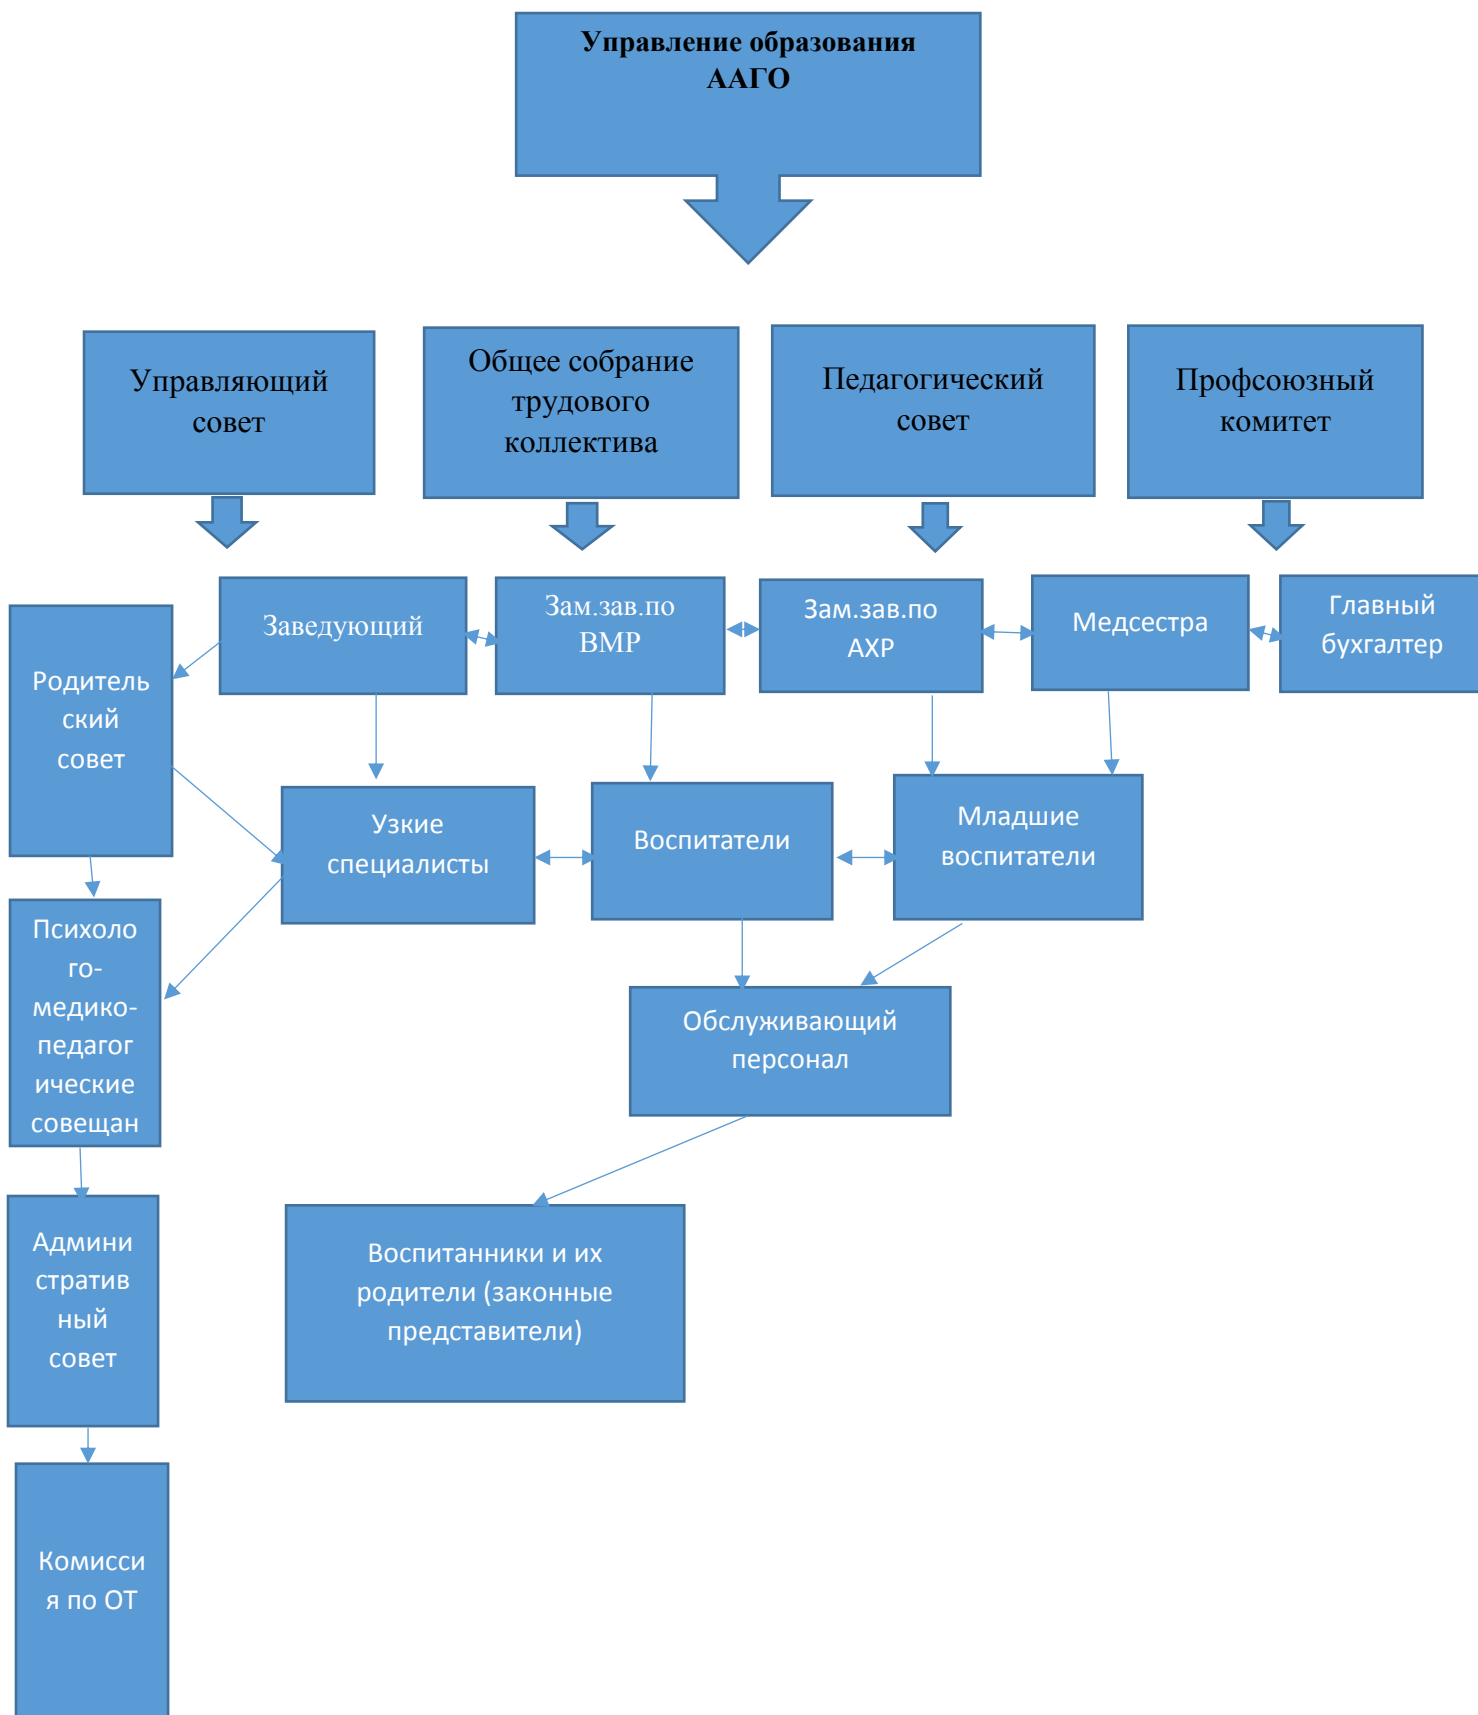 Управление образования
ААГО
Управляющий
совет
Общее собрание
трудового
коллектива
Педагогический
совет
Профсоюзный
комитет
Родитель
ский
совет
Заведующий
Зам.зав.по
ВМР
Зам.зав.по
АХР
Медсестра
Главный
бухгалтер
Узкие
специалисты
Воспитатели
Младшие
воспитатели
Психоло
го-
медико-
педагог
ические
совещан
Обслуживающий
персонал
Админи
стратив
ный
совет
Воспитанники и их
родители (законные
представители)
Комисси
я по ОТ